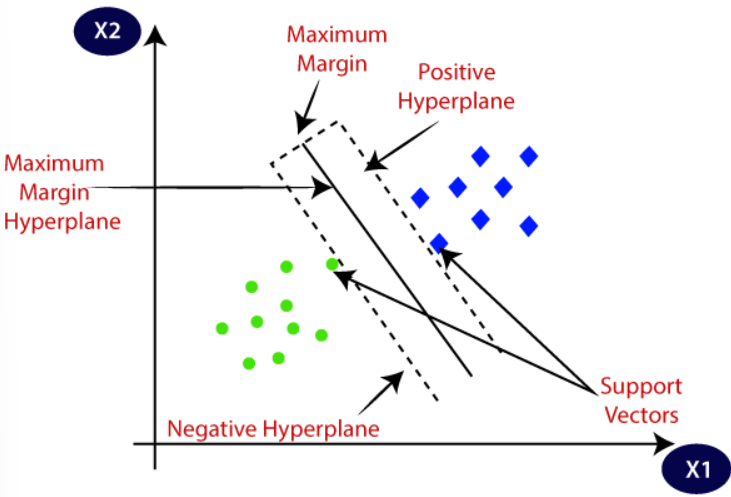 X2
Maximum
Margin
Positive
Hyperplane
Maximum
Margin
Hyperplane
Support
Vectors
Negative Hyperplane
X1